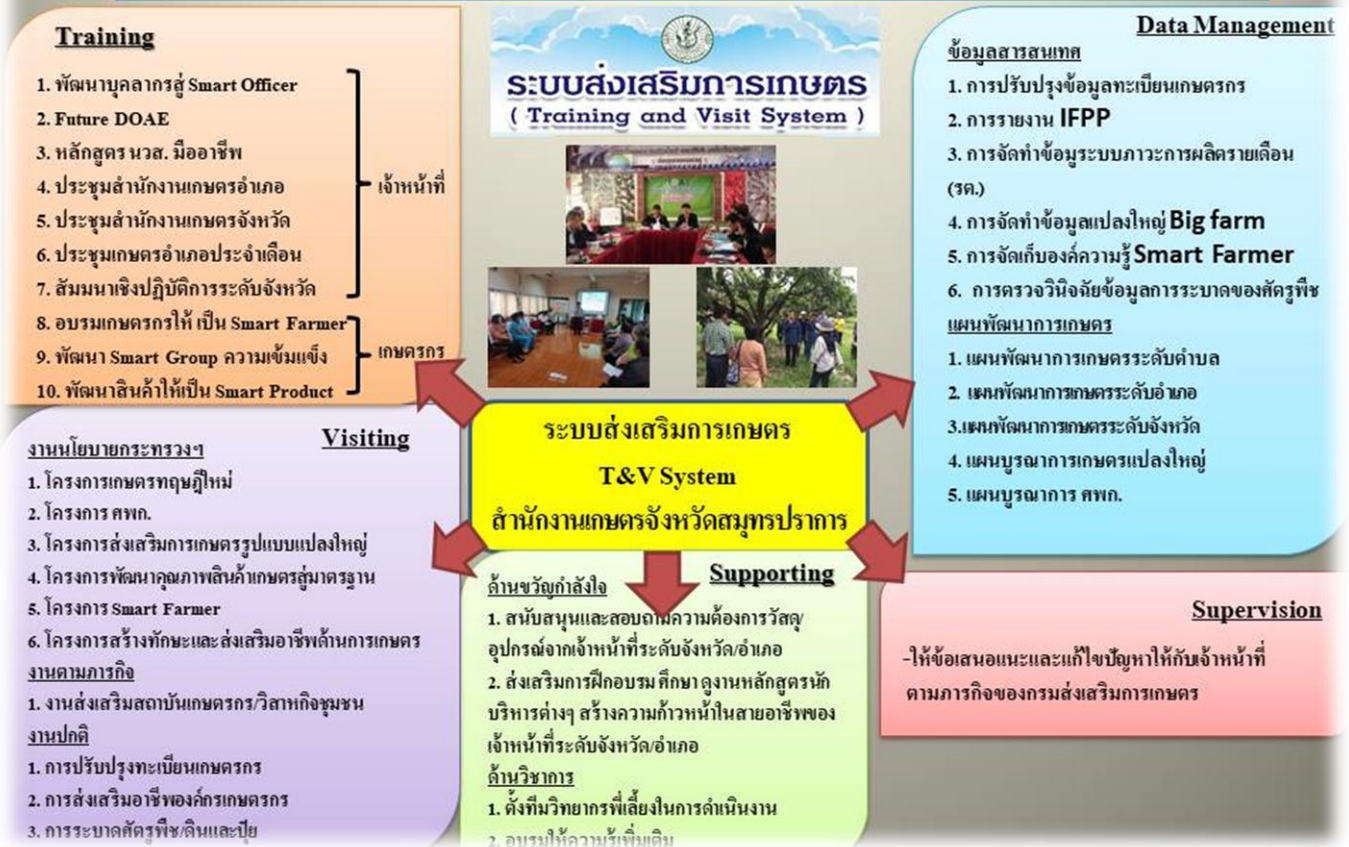 Training
1. พัฒนาบุคลากรสู่ Smart Officer
2. Future DOAE
3. หลักสูตร นวส. มืออาชีพ
4. ประชุมสำนักงานเกษตรอำเภอ
5. ประชุมสำนักงานเกษตรจังหวัด
6. ประชุมเกษตรอำเภอประจำเดือน
7. สัมมนาเชิงปฏิบัติการระดับจังหวัด
เจ้าหน้าที่
8. อบรมเกษตรกรให้ เป็น Smart Farmer
9. พัฒนา Smart Group ความเข้มแข็ง
10. พัฒนาสินค้าให้เป็น Smart Product
เกษตรกร
ระบบส่งเสริมการเกษตร
( Training and Visit System )
Data Management
ข้อมูลสารสนเทศ
1. การปรับปรุงข้อมูลทะเบียนเกษตรกร
2. การรายงาน IFPP
3. การจัดทำข้อมูระบบภาวะการผลิตรายเดือน
(รต.)
4. การจัดทำข้อมูลแปลงใหญ่ Big farm
5. การจัดเก็บองค์ความรู้ Smart Farmer
6. การตรวจวินิจฉัยข้อมูลการระบาดของศัตรูพืช
แผนพัฒนาการเกษตร
1. แผนพัฒนาการเกษตรระดับตำบล
2. แผนพัฒนาการเกษตรระดับอำเภอ
3.แผนพัฒนาการเกษตรระดับจังหวัด
4. แผนบูรณาการเกษตรแปลงใหญ่
5. แผนบูรณาการ ศพก.
ระบบส่งเสริมการเกษตร
T&V System
สำนักงานเกษตรจังหวัดสมุทรปราการ
Visiting
งานนโยบายกระทรวงฯ
1. โครงการเกษตรทฤษฎีใหม่
2. โครงการ ศพก.
3. โครงการส่งเสริมการเกษตรรูปแบบแปลงใหญ่
4. โครงการพัฒนาคุณภาพสินค้าเกษตรสู่มาตรฐาน
5. โครงการ Smart Farmer
6. โครงการสร้างทักษะและส่งเสริมอาชีพด้านการเกษตร
งานตามภารกิจ
1. งานส่งเสริมสถาบันเกษตรกร/วิสาหกิจชุมชน
งานปกติ
1. การปรับปรุงทะเบียนเกษตรกร
2. การส่งเสริมอาชีพองค์กรเกษตรกร
3. การระบาดศัตรูพืช/ดินและปุ๋ย
Supporting
ด้านขวัญกำลังใจ
1. สนับสนุนและสอบถามความต้องการวัสดุ/
อุปกรณ์จากเจ้าหน้าที่ระดับจังหวัด/อำเภอ
2. ส่งเสริมการฝึกอบรม ศึกษา ดูงานหลักสูตรนัก
บริหารต่างๆ สร้างความก้าวหน้าในสายอาชีพของ
เจ้าหน้าที่ระดับจังหวัด/อำเภอ
ด้านวิชาการ
1. ตั้งทีมวิทยากรพี่เลี้ยงในการดำเนินงาน
2. อบรมให้ความรู้เพิ่มเติม
Supervision
-ให้ข้อเสนอแนะและแก้ไขปัญหาให้กับเจ้าหน้าที่
ตามภารกิจของกรมส่งเสริมการเกษตร